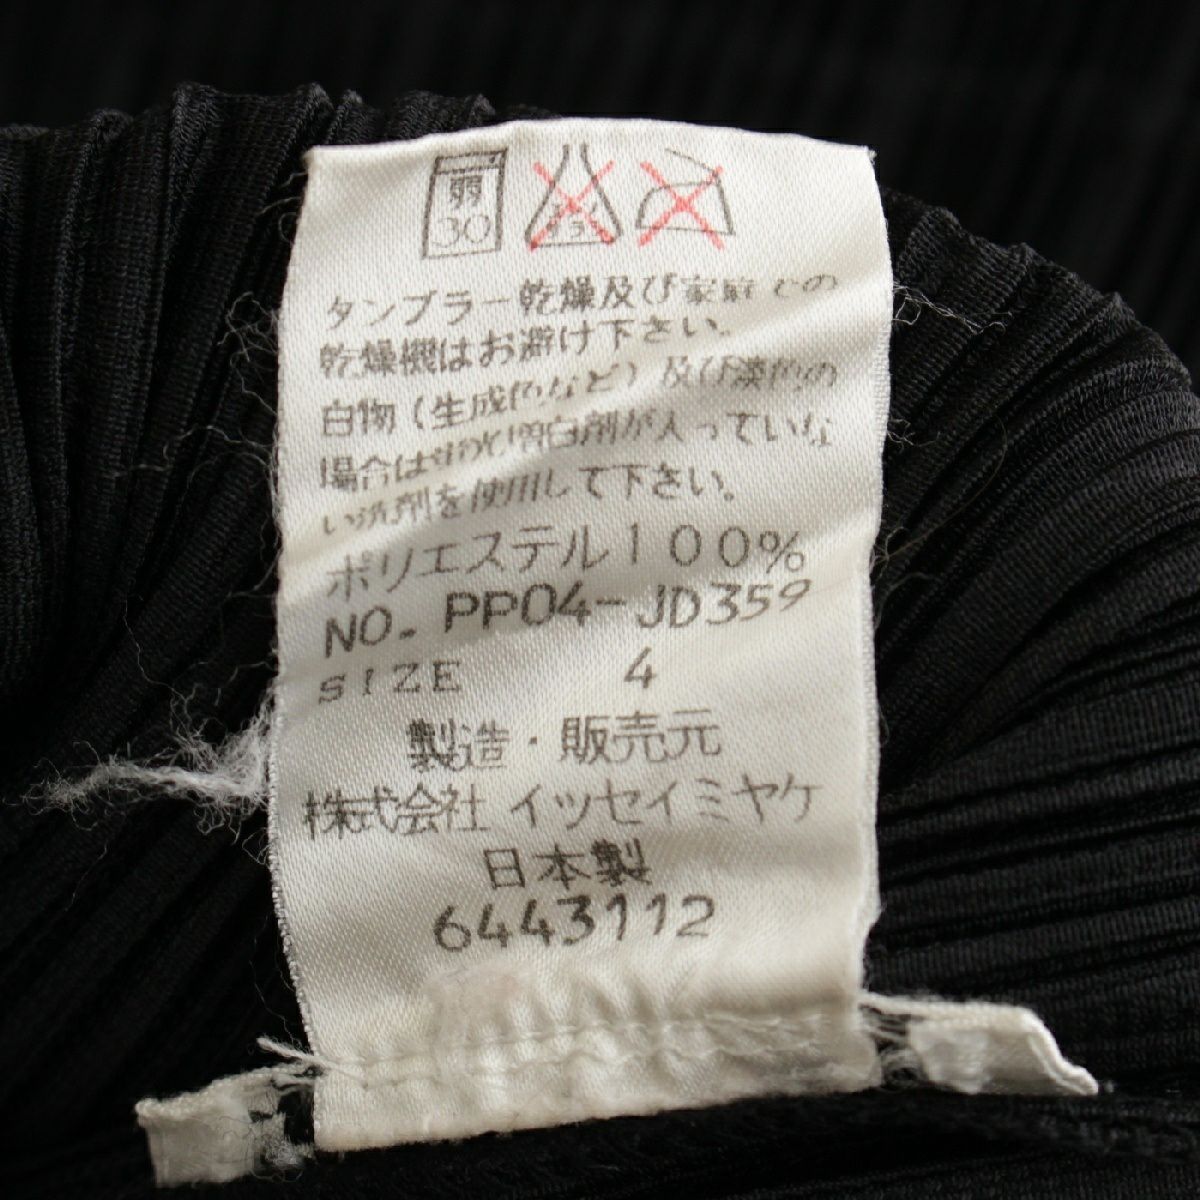 弱
30
タンブラー乾燥及び家庭での
乾燥機はお避け下さい。
白物(生成色など)及び淡色の
場合は蛍光増白剤が入っていな
い洗剤を使用して下さい。
ポリエステル100%
NO. PP04-JD359
SIZE 4
製造・販売元
株式会社 イッセイミヤケ
日本製
6443112